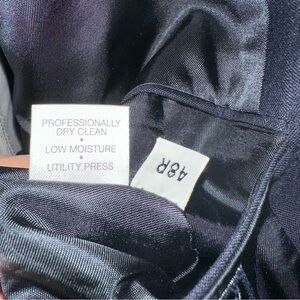 PROFESSIONALLY
DRY CLEAN
LOW MOISTURE
UTILITY PRESS
48R